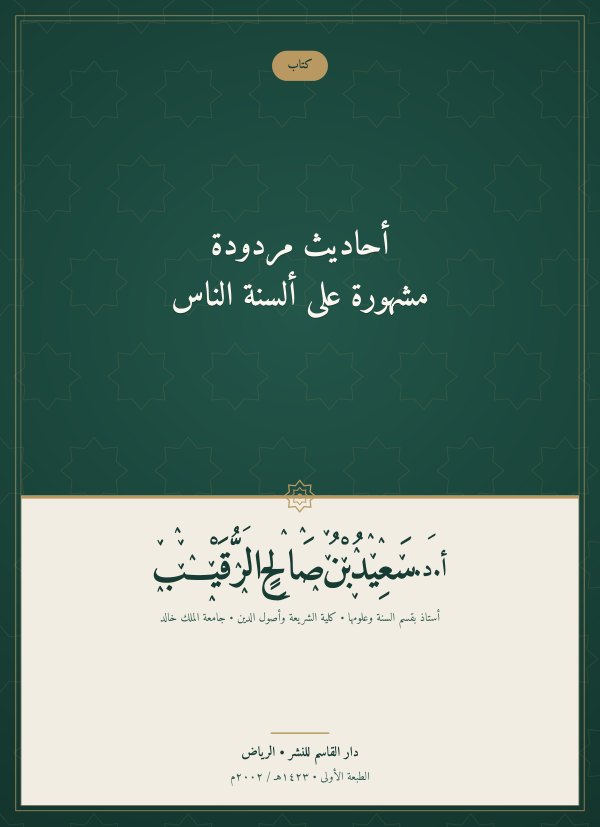 كتاب
أحاديث مردودة
مشهورة على ألسنة الناس
أ.د. سَعِيْدُ بْنُ صَالِحٍ الرُّقَيْب
أستاذ بقسم السنة وعلومها • كلية الشريعة وأصول الدين • جامعة الملك خالد
دار القاسم للنشر • الرياض
الطبعة الأولى • ١٤٢٣هـ / ٢٠٠٢م